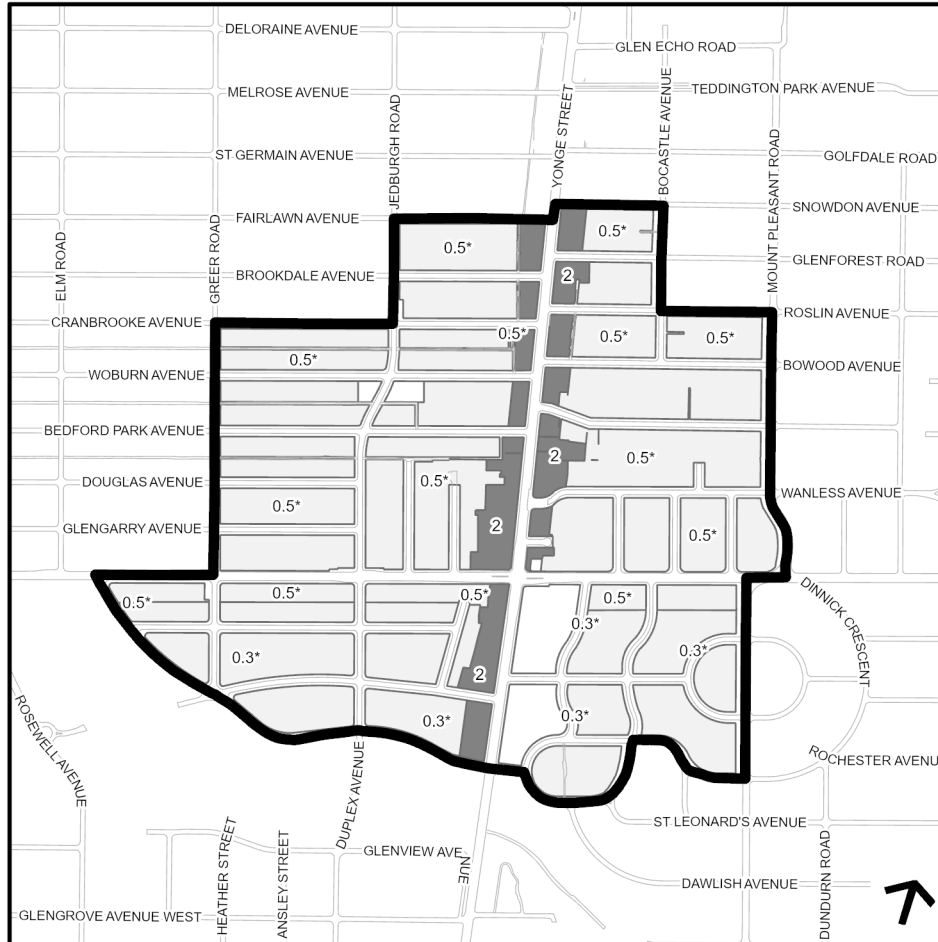 DELORAINE AVENUE
GLEN ECHO ROAD
MELROSE AVENUE
TEDDINGTON PARK AVENUE
JEDBURGH ROAD
YONGE STREET
BOCASTLE AVENUE
MOUNT PLEASANT ROAD
ST GERMAIN AVENUE
GOLFDALE ROAD
FAIRLAWN AVENUE
SNOWDON AVENUE
ELM ROAD
GREER ROAD
0.5*
0.5*
BROOKDALE AVENUE
2
GLENFOREST ROAD
CRANBROOKE AVENUE
ROSLIN AVENUE
0.5*
0.5*
0.5*
0.5*
WOBURN AVENUE
BOWOOD AVENUE
BEDFORD PARK AVENUE
2
0.5*
DOUGLAS AVENUE
0.5*
WANLESS AVENUE
0.5*
GLENGARRY AVENUE
2
0.5*
0.5*
0.5*
0.5*
0.5*
DINNICK CRESCENT
0.3*
0.3*
0.3*
2
0.3*
0.3*
ROSEWELL AVENUE
DUPLEX AVENUE
ROCHESTER AVENU
HEATHER STREET
ANSLEY STREET
ST LEONARD'S AVENUE
GLENVIEW AVE
NUE
DUNDURN ROAD
DAWLISH AVENUE
GLENGROVE AVENUE WEST